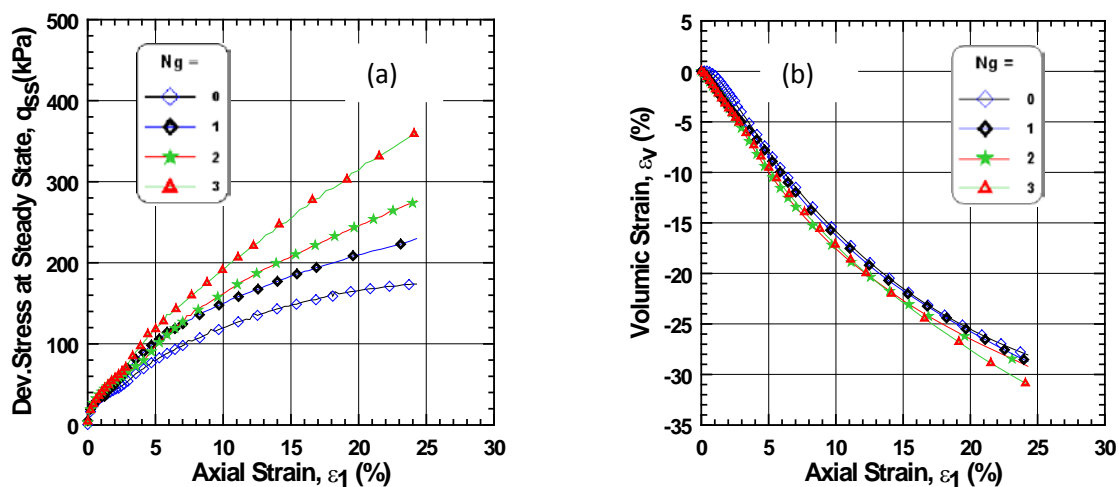 Dev.Stress at Steady State, qss(kPa)
500
400
300
200
100
0
Ng =
0
1
2
3
(a)
0 5 10 15 20 25 30
Axial Strain, ε1 (%)
Volumic Strain, εv (%)
5
0
-5
-10
-15
-20
-25
-30
-35
(b)
Ng =
0
1
2
3
0 5 10 15 20 25 30
Axial Strain, ε1 (%)